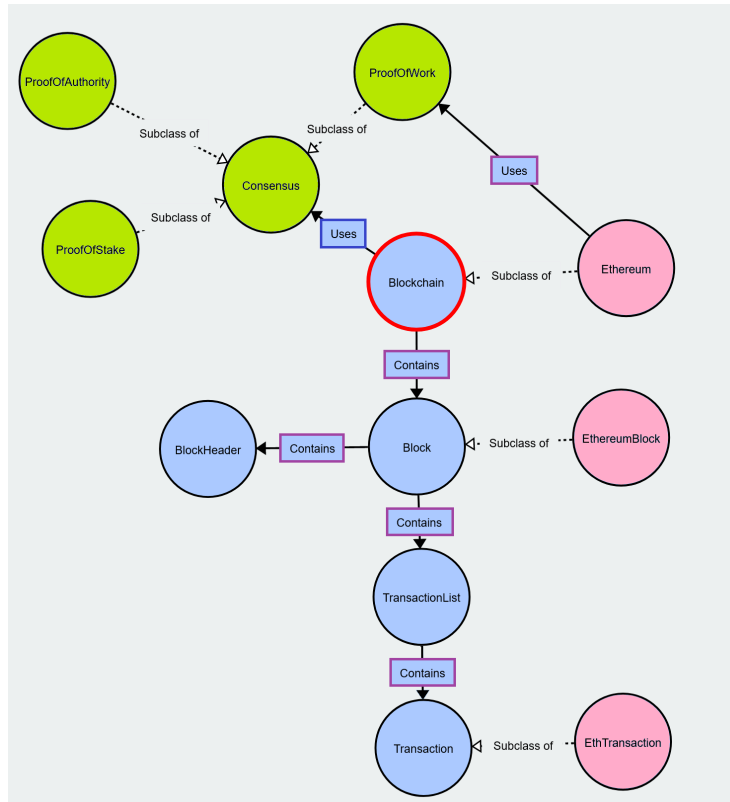 ProofOfAuthority
ProofOfWork
Subclass of
Subclass of
Uses
Consensus
Subclass of
ProofOfStake
Uses
Ethereum
Subclass of
Blockchain
Contains
EthereumBlock
Subclass of
Block
Contains
BlockHeader
Contains
TransactionList
Contains
EthTransaction
Subclass of
Transaction